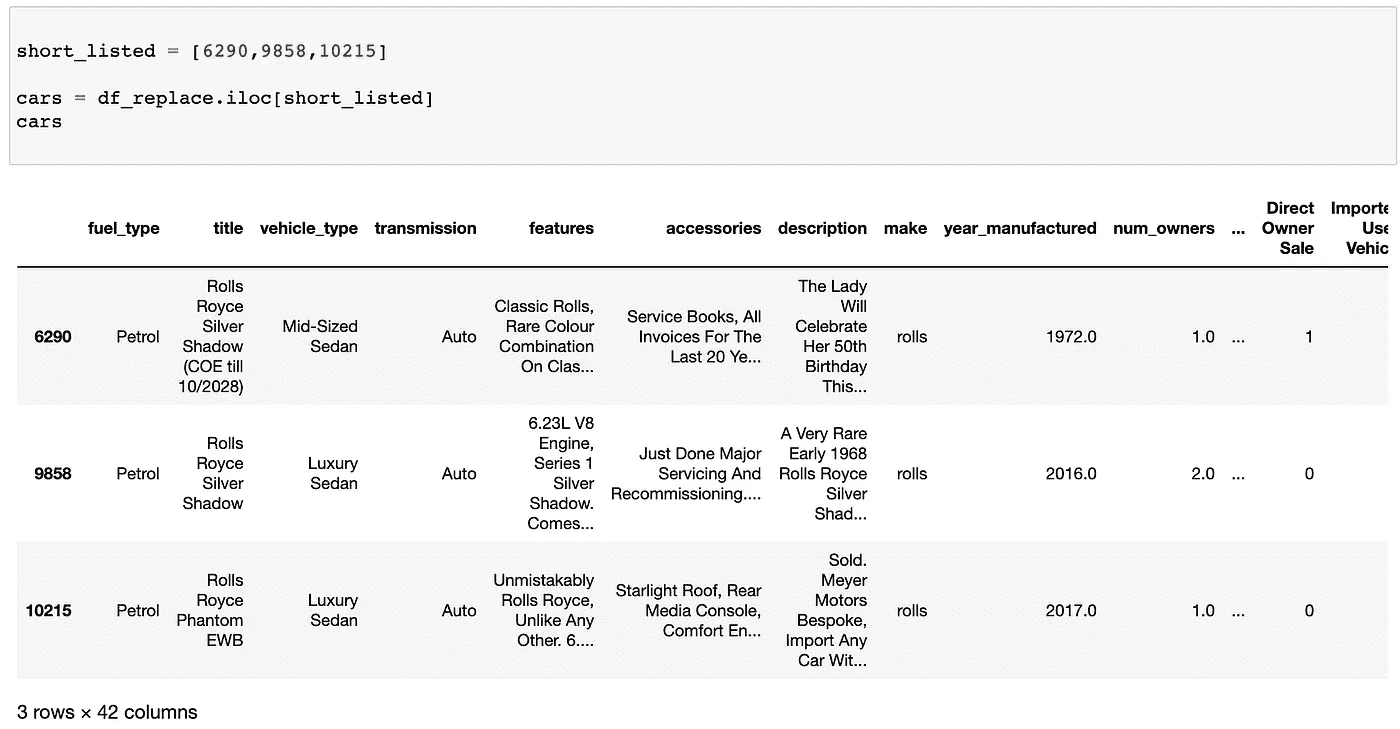 short_listed = [6290,9858,10215]
cars = df_replace.iloc[short_listed]
cars
fuel_type title vehicle_type transmission features accessories description make year_manufactured num_owners ... Direct Owner Sale Importe Use Vehic
6290 Petrol Rolls Royce Silver Shadow (COE till 10/2028) Mid-Sized Sedan Auto Classic Rolls, Rare Colour Combination On Clas... Service Books, All Invoices For The Last 20 Ye... The Lady Will Celebrate Her 50th Birthday This... rolls 1972.0 1.0 ... 1
9858 Petrol Rolls Royce Silver Shadow Luxury Sedan Auto 6.23L V8 Engine, Series 1 Silver Shadow. Comes... Just Done Major Servicing And Recommissioning.... A Very Rare Early 1968 Rolls Royce Silver Shad... rolls 2016.0 2.0 ... 0
10215 Petrol Rolls Royce Phantom EWB Luxury Sedan Auto Unmistakably Rolls Royce, Unlike Any Other. 6.... Starlight Roof, Rear Media Console, Comfort En... Sold. Meyer Motors Bespoke, Import Any Car Wit... rolls 2017.0 1.0 ... 0
3 rows × 42 columns